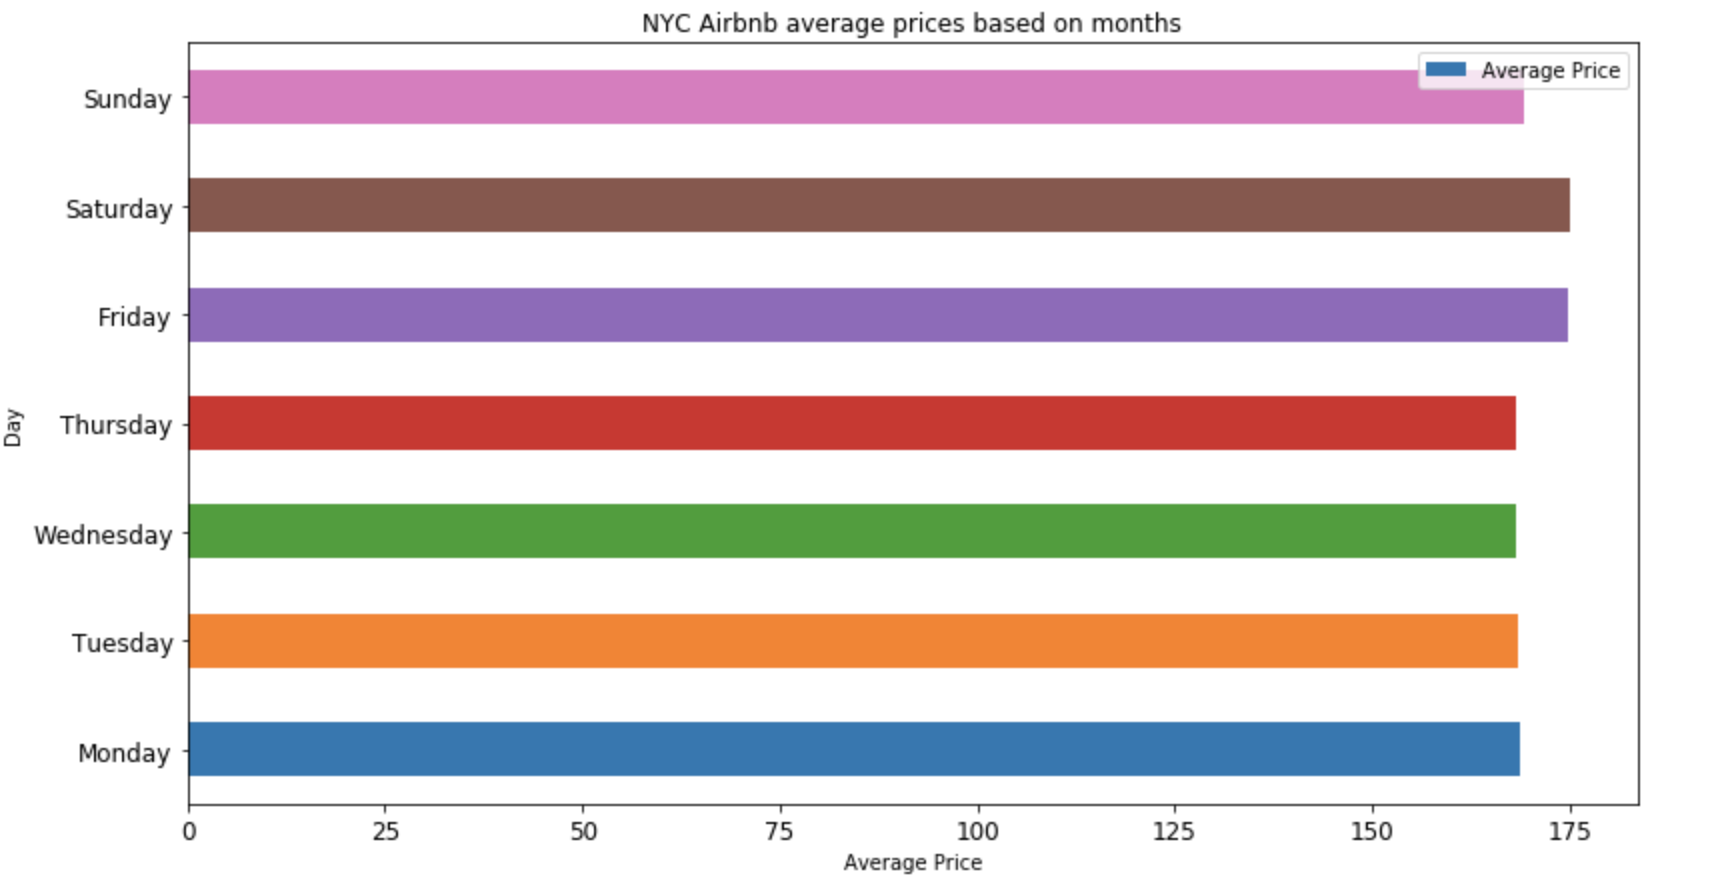 NYC Airbnb average prices based on months
Average Price
Sunday
Saturday
Friday
Thursday
Day
Wednesday
Tuesday
Monday
0 25 50 75 100 125 150 175
Average Price